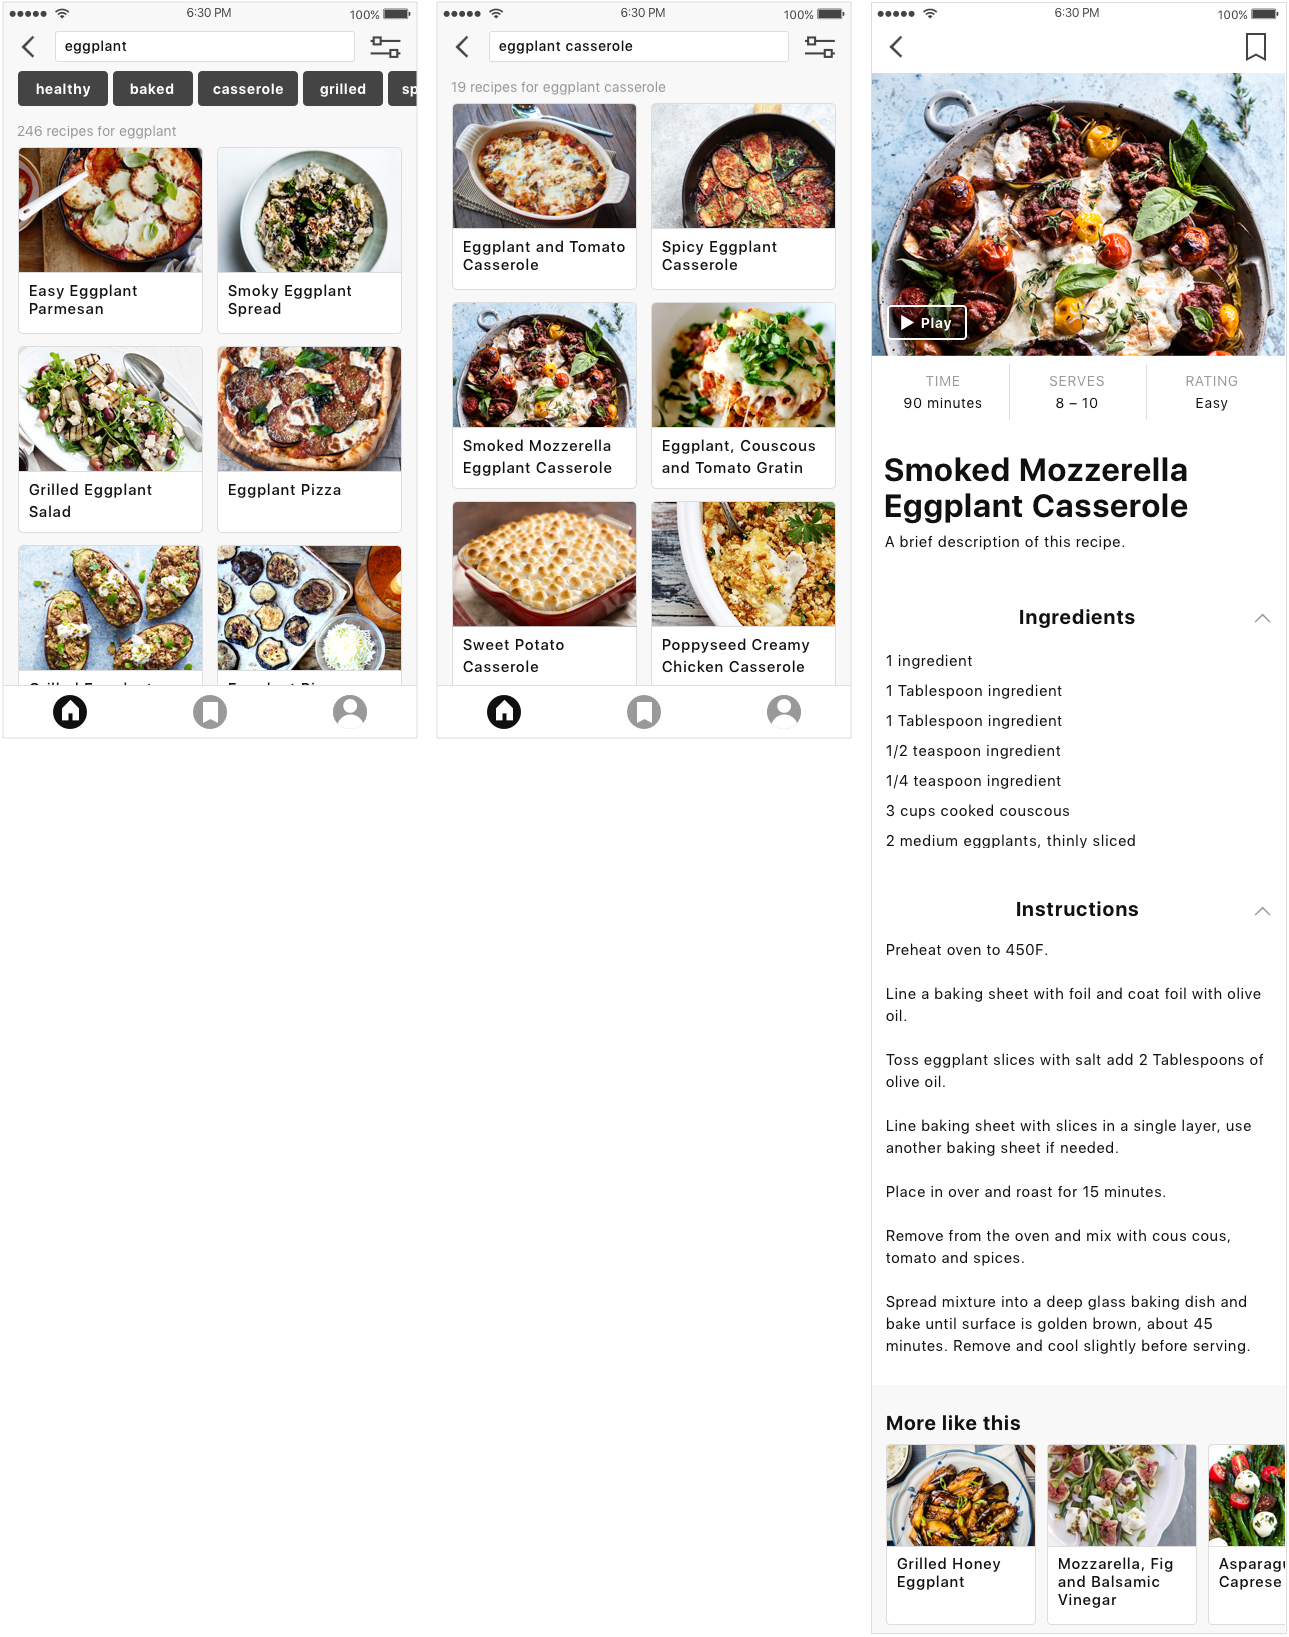 6:30 PM
100%
eggplant
healthy
baked
casserole
grilled
sp
246 recipes for eggplant
Easy Eggplant
Parmesan
Smoky Eggplant
Spread
Grilled Eggplant
Salad
Eggplant Pizza
6:30 PM
100%
eggplant casserole
19 recipes for eggplant casserole
Eggplant and Tomato
Casserole
Spicy Eggplant
Casserole
Smoked Mozzerella
Eggplant Casserole
Eggplant, Couscous
and Tomato Gratin
Sweet Potato
Casserole
Poppyseed Creamy
Chicken Casserole
6:30 PM
100%
Play
TIME
90 minutes
SERVES
8 – 10
RATING
Easy
Smoked Mozzerella
Eggplant Casserole
A brief description of this recipe.
Ingredients
1 ingredient
1 Tablespoon ingredient
1 Tablespoon ingredient
1/2 teaspoon ingredient
1/4 teaspoon ingredient
3 cups cooked couscous
2 medium eggplants, thinly sliced
Instructions
Preheat oven to 450F.
Line a baking sheet with foil and coat foil with olive
oil.
Toss eggplant slices with salt add 2 Tablespoons of
olive oil.
Line baking sheet with slices in a single layer, use
another baking sheet if needed.
Place in over and roast for 15 minutes.
Remove from the oven and mix with cous cous,
tomato and spices.
Spread mixture into a deep glass baking dish and
bake until surface is golden brown, about 45
minutes. Remove and cool slightly before serving.
More like this
Grilled Honey
Eggplant
Mozzarella, Fig
and Balsamic
Vinegar
Asparag
Caprese